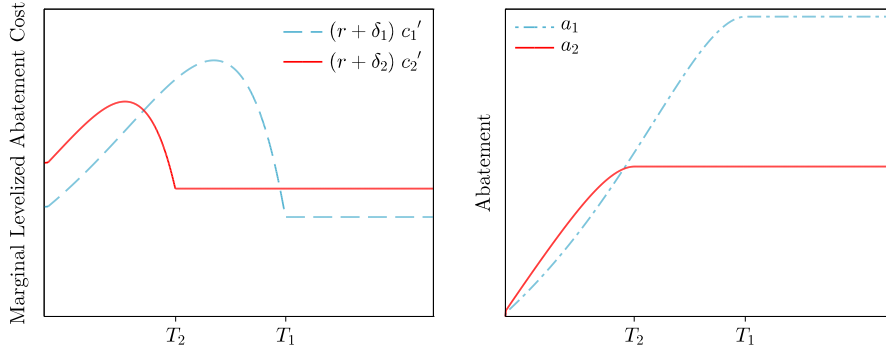 Marginal Levelized Abatement Cost
(r + δ₁) c₁′
(r + δ₂) c₂′
T₂
T₁
Abatement
a₁
a₂
T₂
T₁